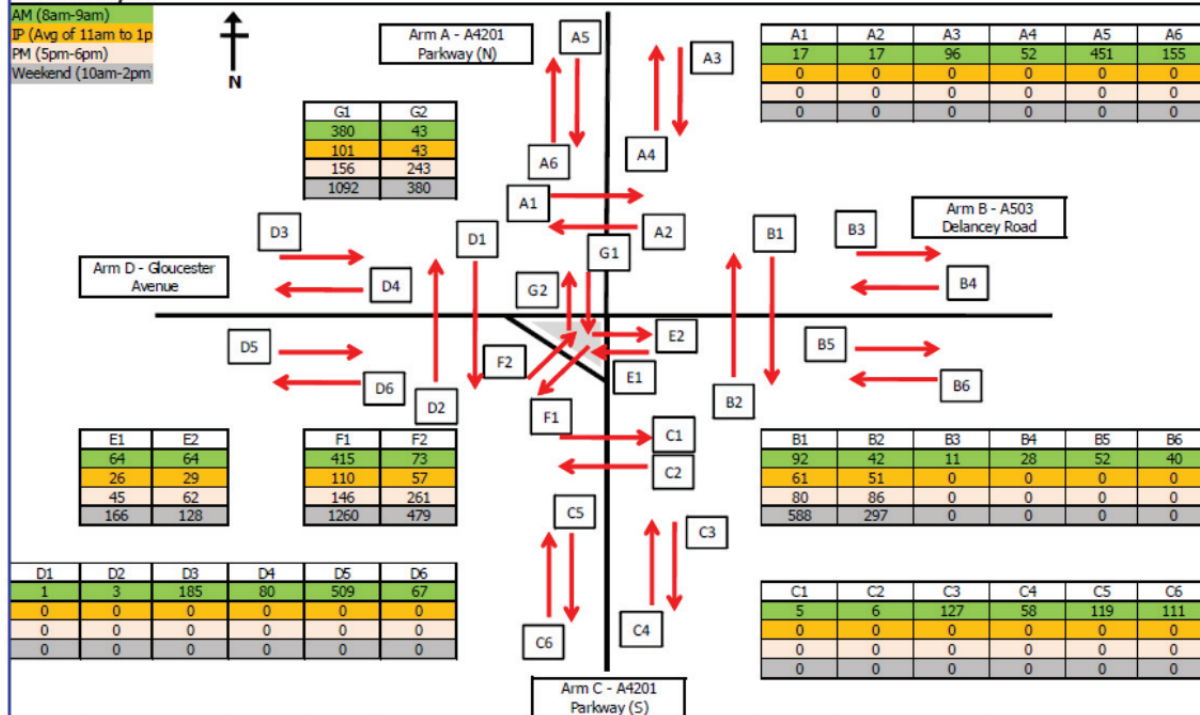 AM (8am-9am)
IP (Avg of 11am to 1p
PM (5pm-6pm)
Weekend (10am-2pm
N
Arm A - A4201
Parkway (N)
A5
A3
A6
A4
A1
A2
A1 A2 A3 A4 A5 A6
17 17 96 52 451 155
0 0 0 0 0 0
0 0 0 0 0 0
0 0 0 0 0 0
G1 G2
380 43
101 43
156 243
1092 380
D3
D1
G1
B1
B3
Arm B - A503
Delancey Road
Arm D - Gloucester
Avenue
D4
G2
B4
D5
F2
E2
B5
D6
D2
E1
B2
B6
F1
C1
C2
E1 E2
64 64
26 29
45 62
166 128
F1 F2
415 73
110 57
146 261
1260 479
B1 B2 B3 B4 B5 B6
92 42 11 28 52 40
61 51 0 0 0 0
80 86 0 0 0 0
588 297 0 0 0 0
C5
C3
C6
C4
D1 D2 D3 D4 D5 D6
1 3 185 80 509 67
0 0 0 0 0 0
0 0 0 0 0 0
0 0 0 0 0 0
C1 C2 C3 C4 C5 C6
5 6 127 58 119 111
0 0 0 0 0 0
0 0 0 0 0 0
0 0 0 0 0 0
Arm C - A4201
Parkway (S)